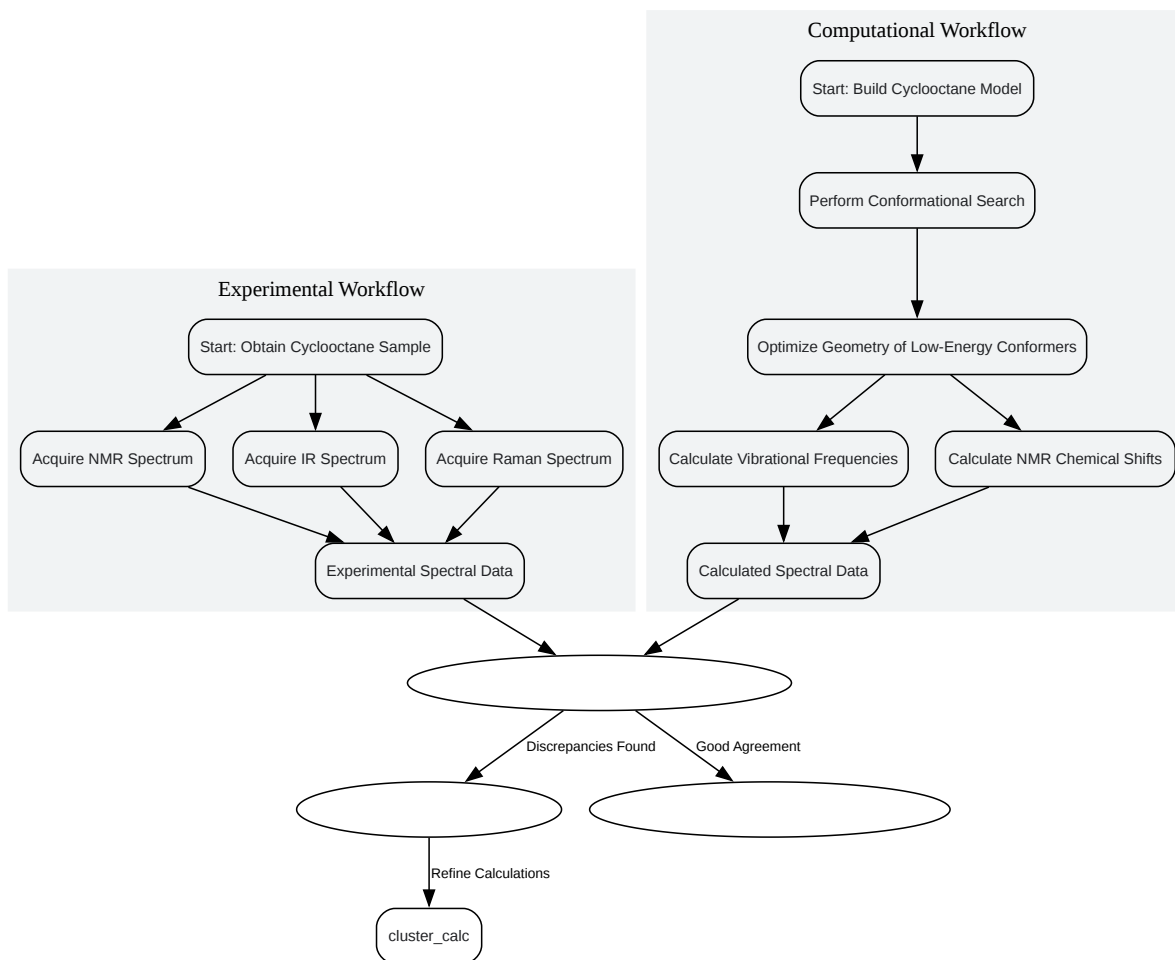 Computational Workflow
Start: Build Cyclooctane Model
Perform Conformational Search
Experimental Workflow
Start: Obtain Cyclooctane Sample
Optimize Geometry of Low-Energy Conformers
Acquire NMR Spectrum
Acquire IR Spectrum
Acquire Raman Spectrum
Calculate Vibrational Frequencies
Calculate NMR Chemical Shifts
Experimental Spectral Data
Calculated Spectral Data
Discrepancies Found
Good Agreement
Refine Calculations
cluster_calc